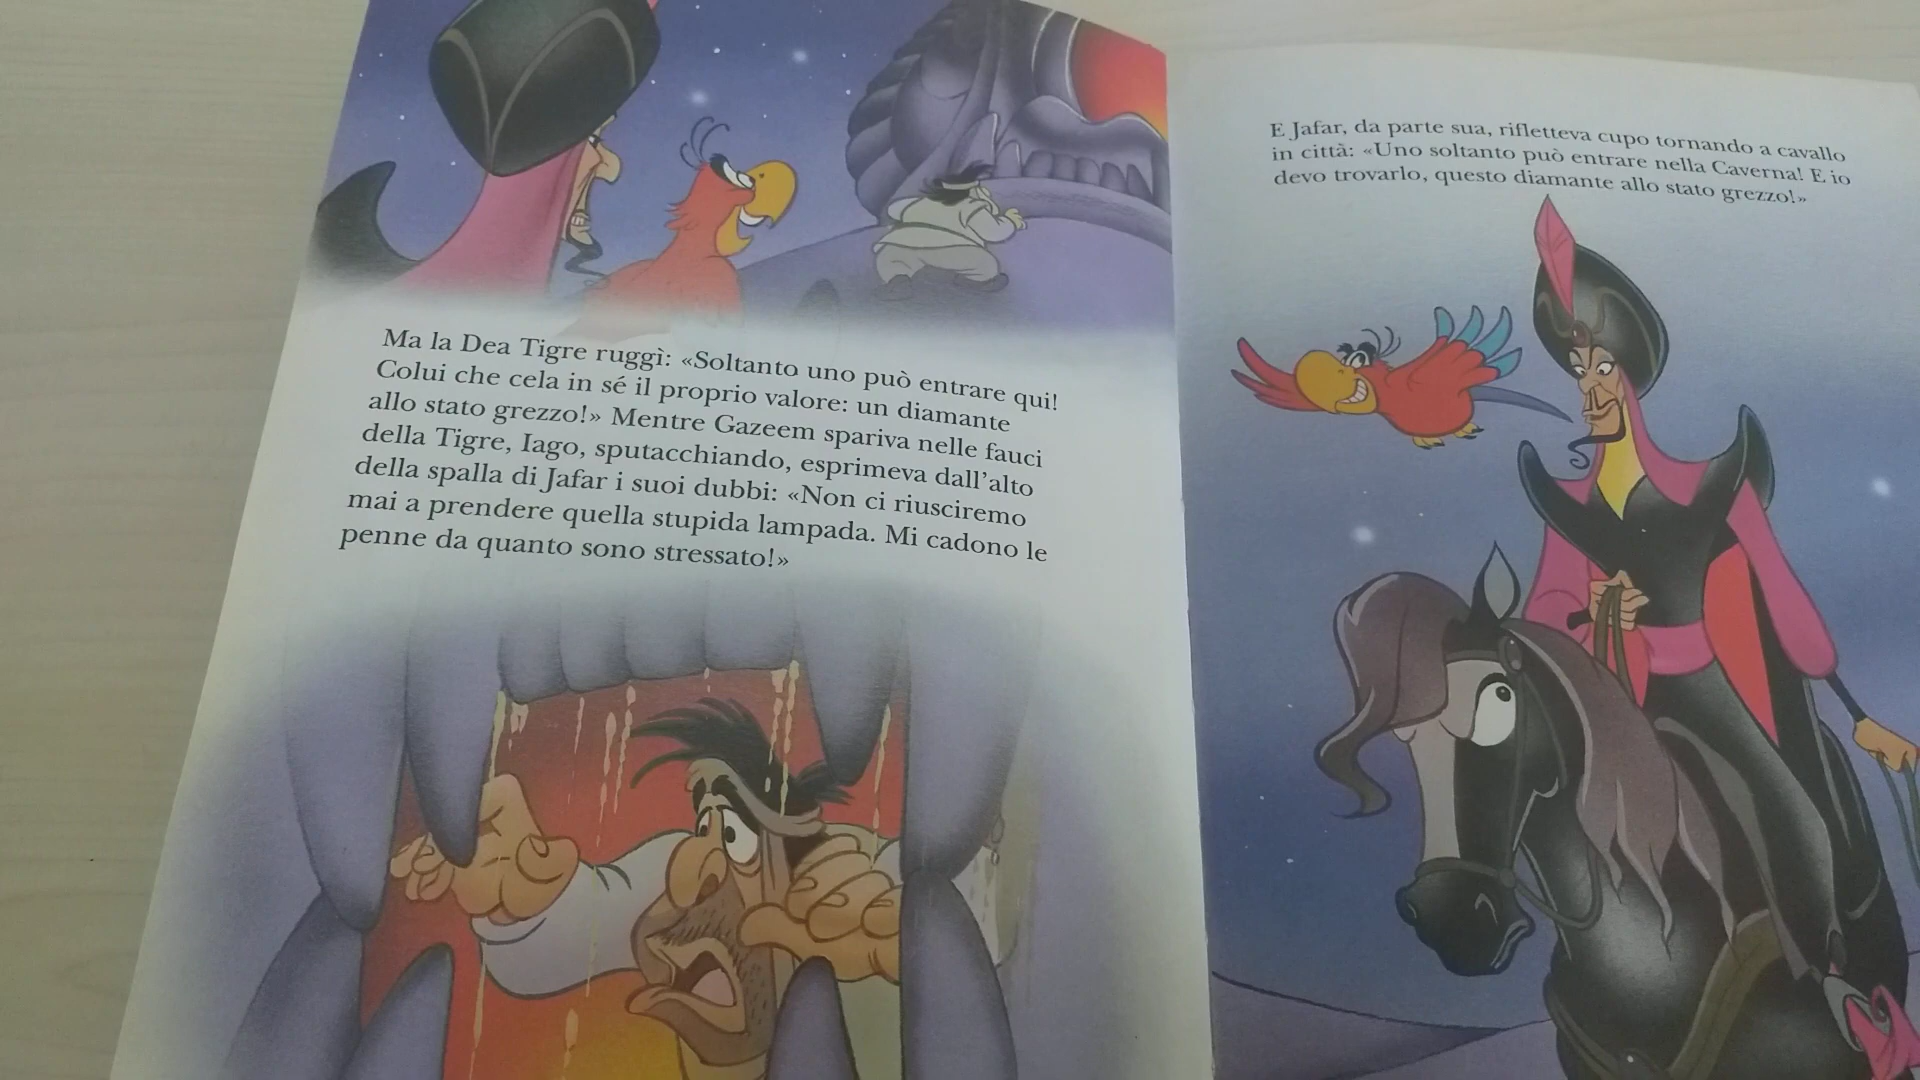 Ma la Dea Tigre ruggì: «Soltanto uno può entrare qui!
Colui che cela in sé il proprio valore: un diamante
allo stato grezzo!» Mentre Gazeem spariva nelle fauci
della Tigre, Iago, sputacchiando, esprimeva dall'alto
della spalla di Jafar i suoi dubbi: «Non ci riusciremo
mai a prendere quella stupida lampada. Mi cadono le
penne da quanto sono stressato!»
E Jafar, da parte sua, rifletteva cupo tornando a cavallo
in città: «Uno soltanto può entrare nella Caverna! E io
devo trovarlo, questo diamante allo stato grezzo!»